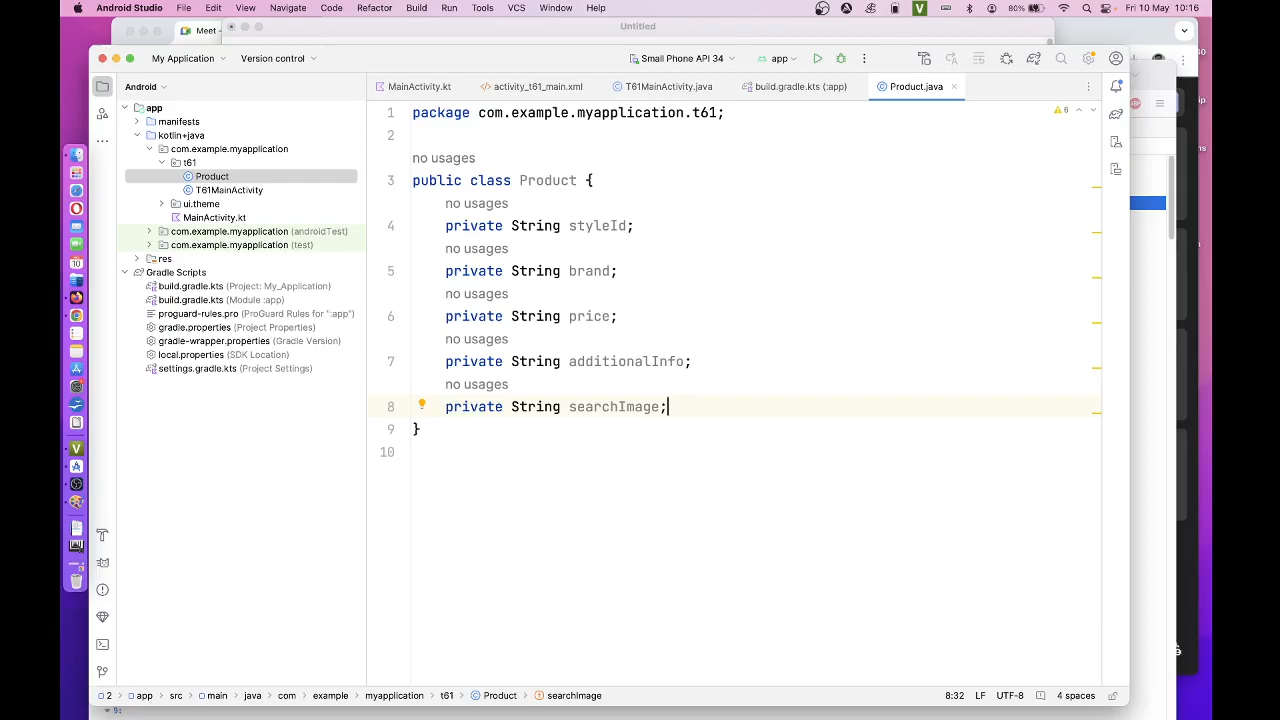 Android Studio File Edit View Navigate Code Refactor Build Run Tools VCS Window Help 80% Fri 10 May 10:16
Meet -
Untitled
My Application Version control Small Phone API 34 app
Android
MainActivity.kt activity_t61_main.xml T61MainActivity.java build.gradle.kts (:app) Product.java
app
manifests
kotlin+java
com.example.myapplication
t61
Product
T61MainActivity
ui.theme
MainActivity.kt
com.example.myapplication (androidTest)
com.example.myapplication (test)
res
Gradle Scripts
build.gradle.kts (Project: My_Application)
build.gradle.kts (Module :app)
proguard-rules.pro (ProGuard Rules for ":app")
gradle.properties (Project Properties)
gradle-wrapper.properties (Gradle Version)
local.properties (SDK Location)
settings.gradle.kts (Project Settings)
1 package com.example.myapplication.t61; 6
2
no usages
3 public class Product {
no usages
4 private String styleId;
no usages
5 private String brand;
no usages
6 private String price;
no usages
7 private String additionalInfo;
no usages
8 private String searchImage;
9 }
10
2 app src main java com example myapplication t61 Product searchImage 8:32 LF UTF-8 4 spaces